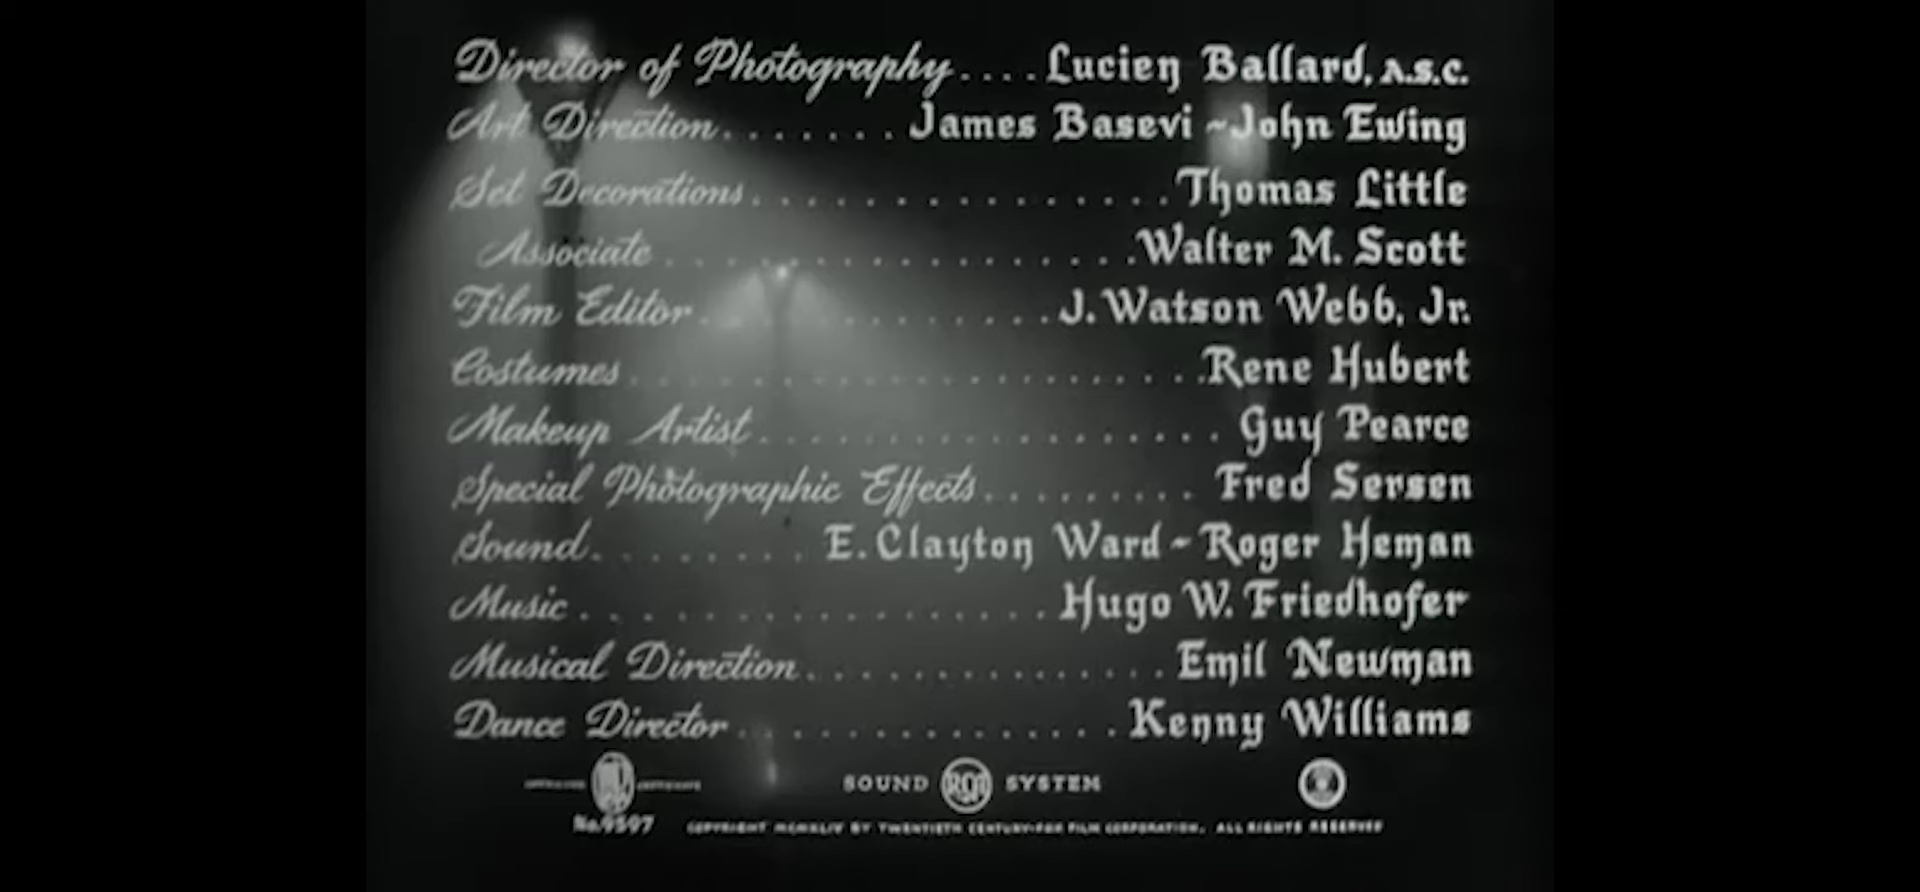 Director of Photography....Lucien Ballard, A.S.C.
Art Direction.......James Basevi ~ John Ewing
Set Decorations...............Thomas Little
Associate.................Walter M. Scott
Film Editor.............J. Watson Webb, Jr.
Costumes.....................Rene Hubert
Makeup Artist.................Guy Pearce
Special Photographic Effects.........Fred Sersen
Sound........E. Clayton Ward ~ Roger Heman
Music................Hugo W. Friedhofer
Musical Direction.............Emil Newman
Dance Director..............Kenny Williams
SOUND RCA SYSTEM
COPYRIGHT MCMXLIV BY TWENTIETH CENTURY-FOX FILM CORPORATION. ALL RIGHTS RESERVED